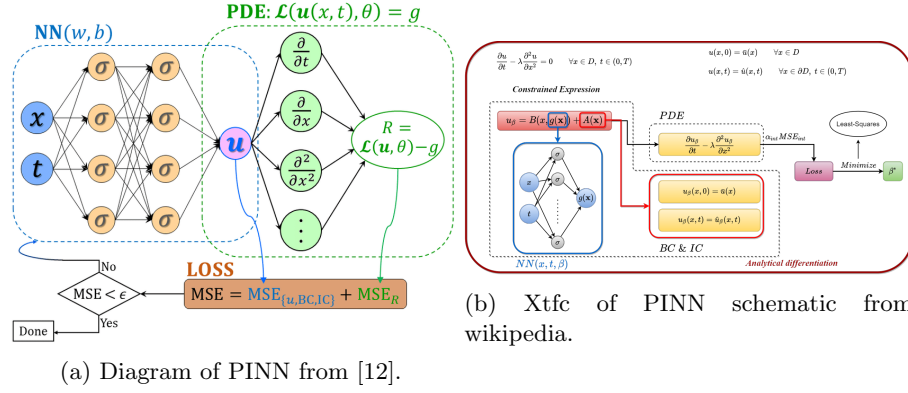 NN(w, b)
PDE: 𝓛(u(x, t), θ) = g
x
t
σ
σ
σ
σ
σ
σ
σ
σ
u
∂/∂t
∂/∂x
∂²/∂x²
⋮
R =
𝓛(u, θ)−g
No
MSE < ϵ
Yes
Done
LOSS
MSE = MSE{u,BC,IC} + MSE_R
(a) Diagram of PINN from [12].
∂u/∂t − λ ∂²u/∂x² = 0 ∀x ∈ D, t ∈ (0, T)
u(x, 0) = ū(x) ∀x ∈ D
u(x, t) = û(x, t) ∀x ∈ ∂D, t ∈ (0, T)
Constrained Expression
u_β = B(x, g(x)) + A(x)
x
t
σ
σ
σ
σ
g(x)
NN(x, t, β)
PDE
∂u_β/∂t − λ ∂²u_β/∂x²
α_int MSE_int
u_β(x, 0) = ū(x)
u_β(x, t) = û_β(x, t)
BC & IC
Least-Squares
Loss
Minimize
β*
Analytical differentiation
(b) Xtfc of PINN schematic from
wikipedia.